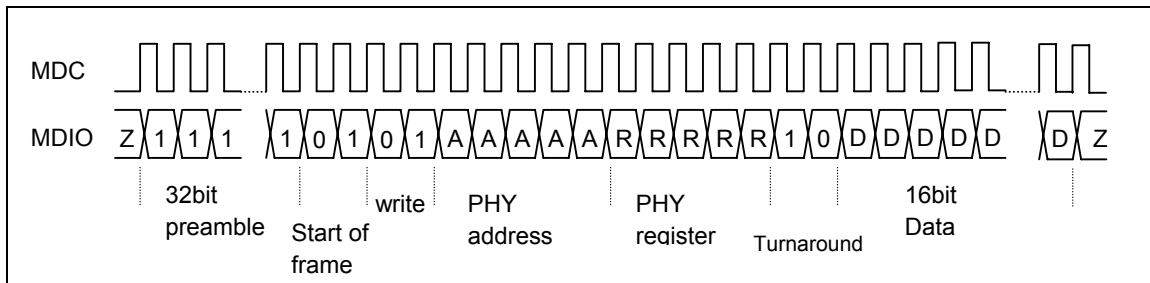 MDC
MDIO Z 1 1 1 1 0 1 0 1 A A A A A R R R R R 1 0 D D D D D D Z
32bit preamble
Start of frame
write
PHY address
PHY register
Turnaround
16bit Data